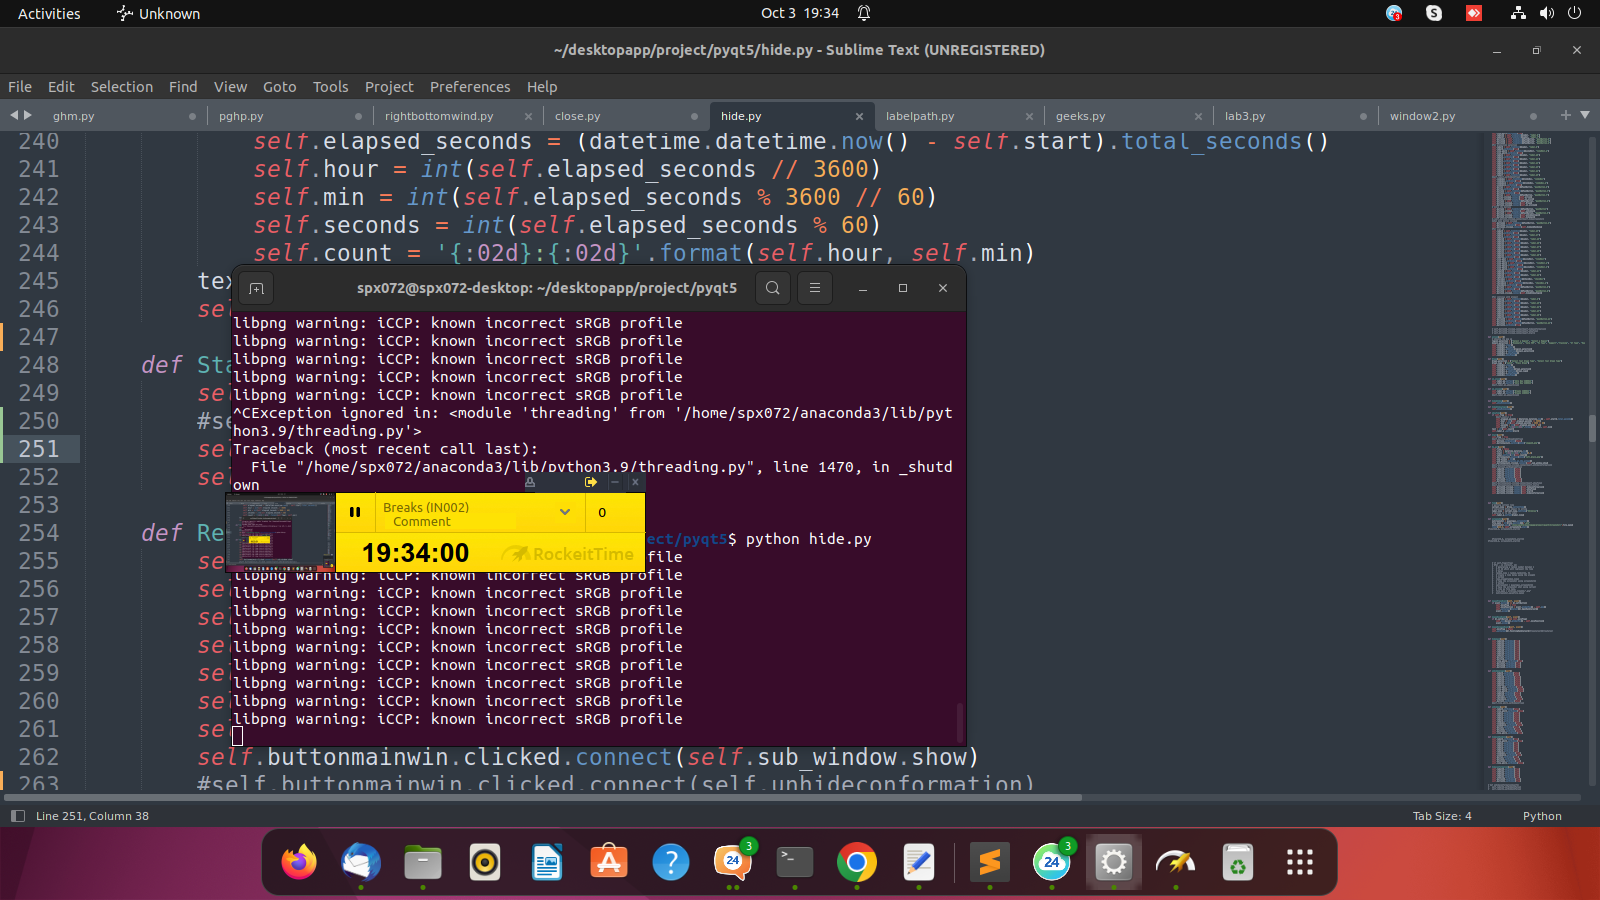 Activities Unknown Oct 3 19:34
~/desktopapp/project/pyqt5/hide.py - Sublime Text (UNREGISTERED)
File Edit Selection Find View Goto Tools Project Preferences Help
ghm.py pghp.py rightbottomwind.py close.py hide.py labelpath.py geeks.py lab3.py window2.py
240 self.elapsed_seconds = (datetime.datetime.now() - self.start).total_seconds()
241 self.hour = int(self.elapsed_seconds // 3600)
242 self.min = int(self.elapsed_seconds % 3600 // 60)
243 self.seconds = int(self.elapsed_seconds % 60)
244 self.count = '{:02d}:{:02d}'.format(self.hour, self.min)
245 tex
246 sel
247
248 def Sta
249 sel
250 #se
251 sel
252 sel
253
254 def Re
255 sel
256 sel
257 sel
258 sel
259 sel
260 sel
261 sel
262 self.buttonmainwin.clicked.connect(self.sub_window.show)
263 #self.buttonmainwin.clicked.connect(self.unhideconformation)
spx072@spx072-desktop: ~/desktopapp/project/pyqt5
libpng warning: iCCP: known incorrect sRGB profile
libpng warning: iCCP: known incorrect sRGB profile
libpng warning: iCCP: known incorrect sRGB profile
libpng warning: iCCP: known incorrect sRGB profile
libpng warning: iCCP: known incorrect sRGB profile
^CException ignored in: <module 'threading' from '/home/spx072/anaconda3/lib/pyt
hon3.9/threading.py'>
Traceback (most recent call last):
File "/home/spx072/anaconda3/lib/python3.9/threading.py", line 1470, in _shutd
own
Breaks (IN002) 0
Comment
19:34:00 RockeitTime
ect/pyqt5$ python hide.py
file
libpng warning: iCCP: known incorrect sRGB profile
libpng warning: iCCP: known incorrect sRGB profile
libpng warning: iCCP: known incorrect sRGB profile
libpng warning: iCCP: known incorrect sRGB profile
libpng warning: iCCP: known incorrect sRGB profile
libpng warning: iCCP: known incorrect sRGB profile
libpng warning: iCCP: known incorrect sRGB profile
libpng warning: iCCP: known incorrect sRGB profile
libpng warning: iCCP: known incorrect sRGB profile
Line 251, Column 38 Tab Size: 4 Python
24 3 24 3